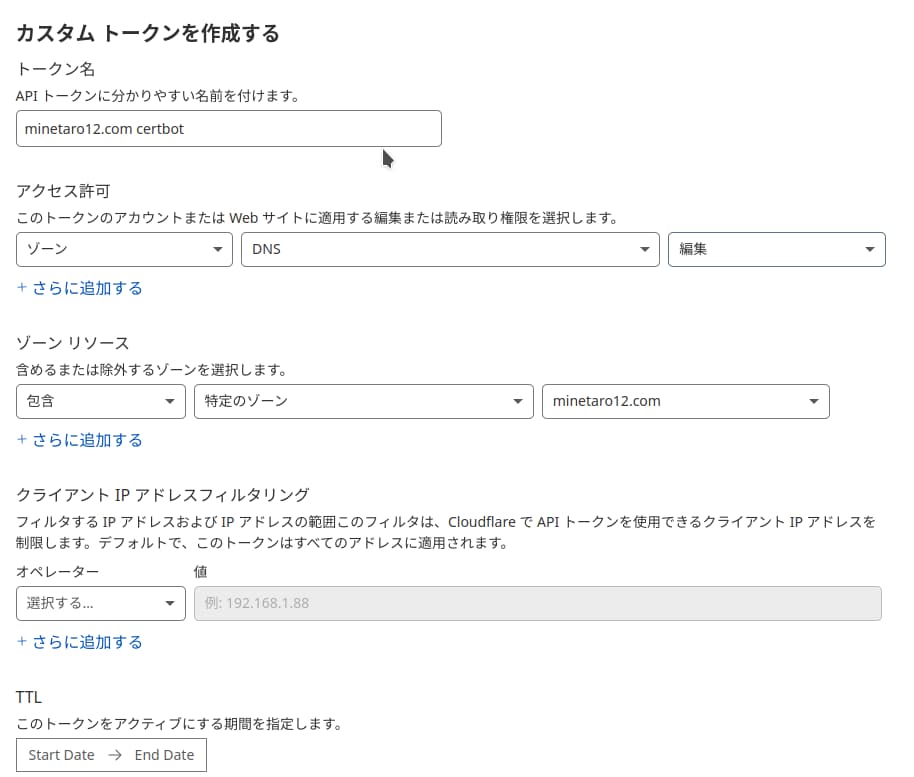 カスタム トークンを作成する
トークン名
API トークンに分かりやすい名前を付けます。
minetaro12.com certbot
アクセス許可
このトークンのアカウントまたは Web サイトに適用する編集または読み取り権限を選択します。
ゾーン DNS 編集
+ さらに追加する
ゾーン リソース
含めるまたは除外するゾーンを選択します。
包含 特定のゾーン minetaro12.com
+ さらに追加する
クライアント IP アドレスフィルタリング
フィルタする IP アドレスおよび IP アドレスの範囲このフィルタは、Cloudflare で API トークンを使用できるクライアント IP アドレスを
制限します。デフォルトで、このトークンはすべてのアドレスに適用されます。
オペレーター 値
選択する... 例: 192.168.1.88
+ さらに追加する
TTL
このトークンをアクティブにする期間を指定します。
Start Date → End Date